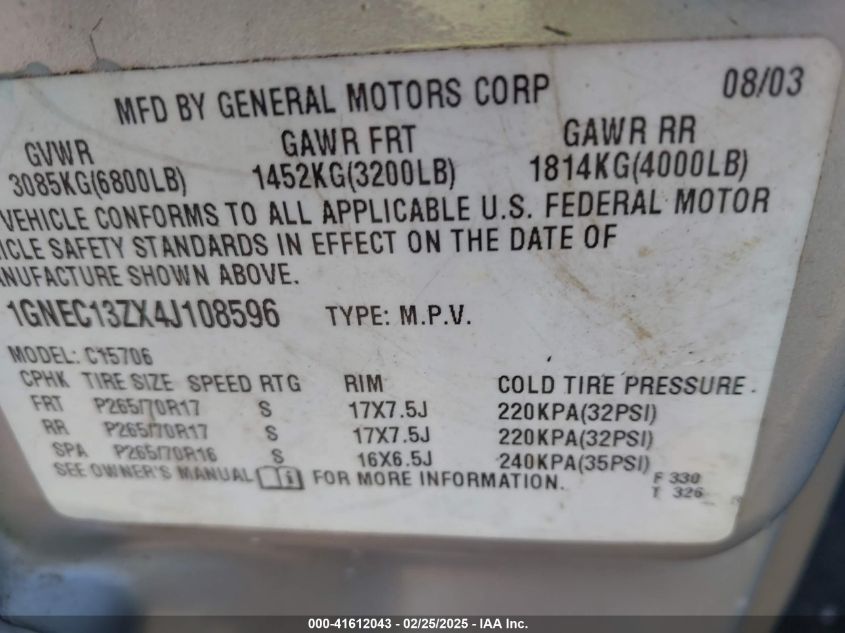 MFD BY GENERAL MOTORS CORP 08/03
GVWR GAWR FRT GAWR RR
3085KG(6800LB) 1452KG(3200LB) 1814KG(4000LB)
VEHICLE CONFORMS TO ALL APPLICABLE U.S. FEDERAL MOTOR
ICLE SAFETY STANDARDS IN EFFECT ON THE DATE OF
NUFACTURE SHOWN ABOVE.
1GNEC13ZX4J108596 TYPE: M.P.V.
MODEL: C15706
CPHK TIRE SIZE SPEED RTG RIM COLD TIRE PRESSURE
FRT P265/70R17 S 17X7.5J 220KPA(32PSI)
RR P265/70R17 S 17X7.5J 220KPA(32PSI)
SPA P265/70R16 S 16X6.5J 240KPA(35PSI)
SEE OWNER'S MANUAL FOR MORE INFORMATION.
F 330
T 326
000-41612043 - 02/25/2025 - IAA Inc.